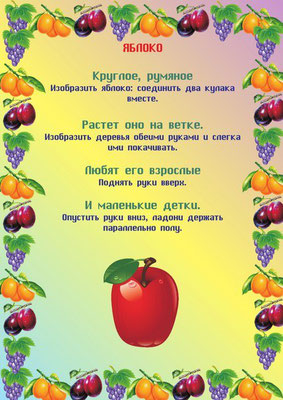 ЯБЛОКО
Круглое, румяное
Изобразить яблоко: соединить два кулака
вместе.
Растет оно на ветке.
Изобразить деревья обеими руками и слегка
ими покачивать.
Любят его взрослые
Поднять руки вверх.
И маленькие детки.
Опустить руки вниз, ладони держать
параллельно полу.